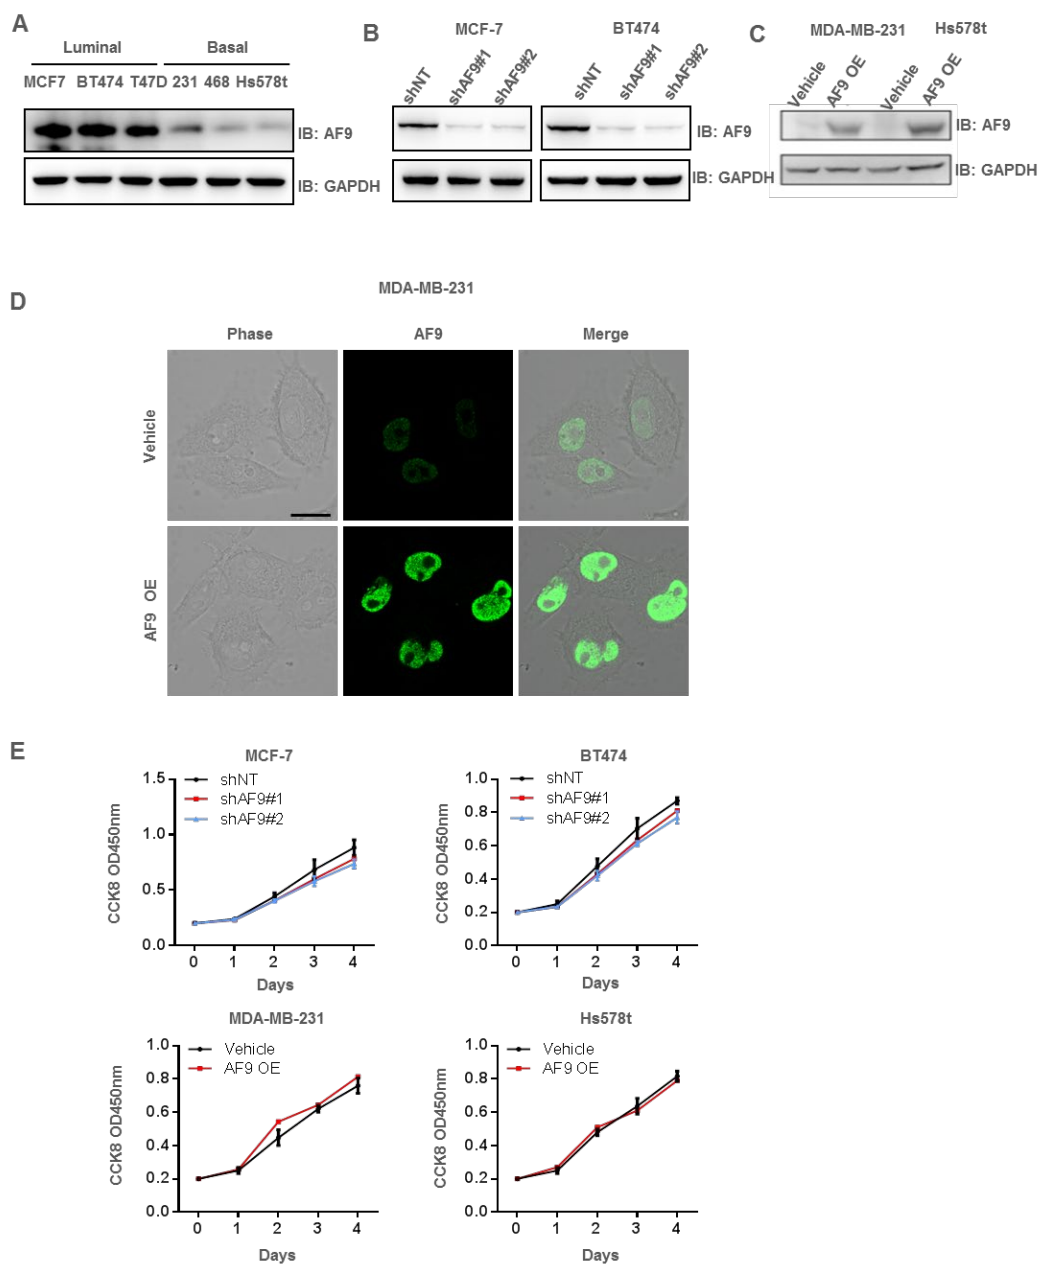 A
Luminal Basal
MCF7 BT474 T47D 231 468 Hs578t
IB: AF9
IB: GAPDH
B
MCF-7 BT474
shNT shAF9#1 shAF9#2 shNT shAF9#1 shAF9#2
IB: AF9
IB: GAPDH
C
MDA-MB-231 Hs578t
Vehicle AF9 OE Vehicle AF9 OE
IB: AF9
IB: GAPDH
D
MDA-MB-231
Phase AF9 Merge
Vehicle
AF9 OE
E
MCF-7
shNT
shAF9#1
shAF9#2
CCK8 OD450nm
1.5
1.0
0.5
0.0
0 1 2 3 4
Days
BT474
shNT
shAF9#1
shAF9#2
CCK8 OD450nm
1.0
0.8
0.6
0.4
0.2
0.0
0 1 2 3 4
Days
MDA-MB-231
Vehicle
AF9 OE
CCK8 OD450nm
1.0
0.8
0.6
0.4
0.2
0.0
0 1 2 3 4
Days
Hs578t
Vehicle
AF9 OE
CCK8 OD450nm
1.0
0.8
0.6
0.4
0.2
0.0
0 1 2 3 4
Days